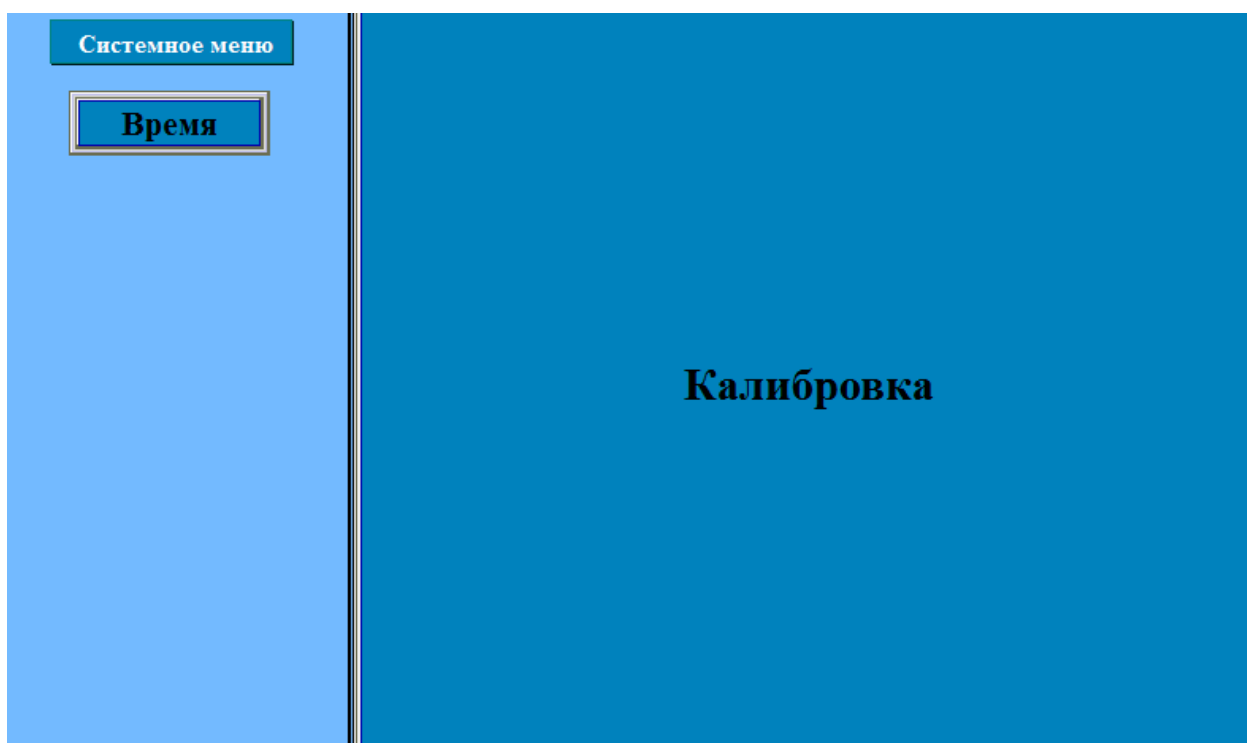 Системное меню
Время
Калибровка